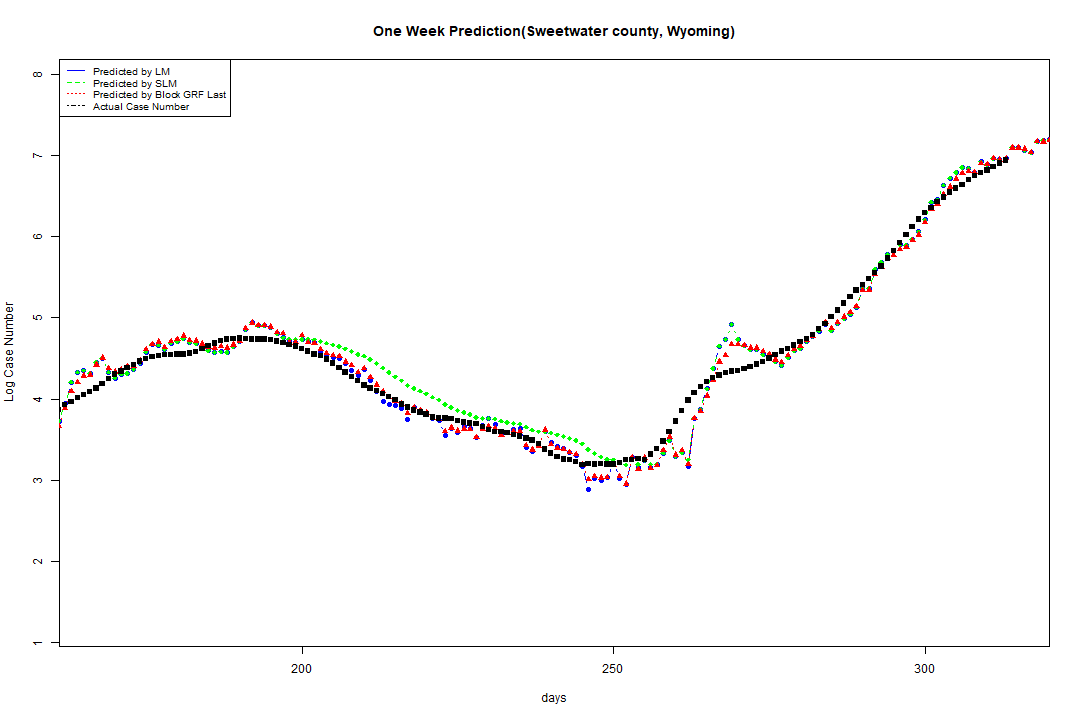 One Week Prediction(Sweetwater county, Wyoming)
Predicted by LM
Predicted by SLM
Predicted by Block GRF Last
Actual Case Number
8
7
6
5
4
3
2
1
Log Case Number
200
250
300
days